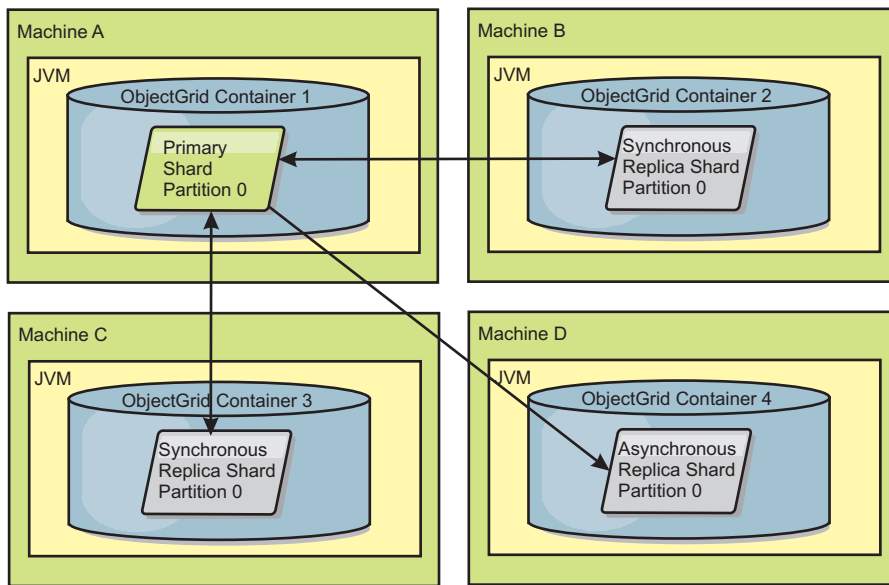 Machine A
JVM
ObjectGrid Container 1
Primary
Shard
Partition 0
Machine B
JVM
ObjectGrid Container 2
Synchronous
Replica Shard
Partition 0
Machine C
JVM
ObjectGrid Container 3
Synchronous
Replica Shard
Partition 0
Machine D
JVM
ObjectGrid Container 4
Asynchronous
Replica Shard
Partition 0